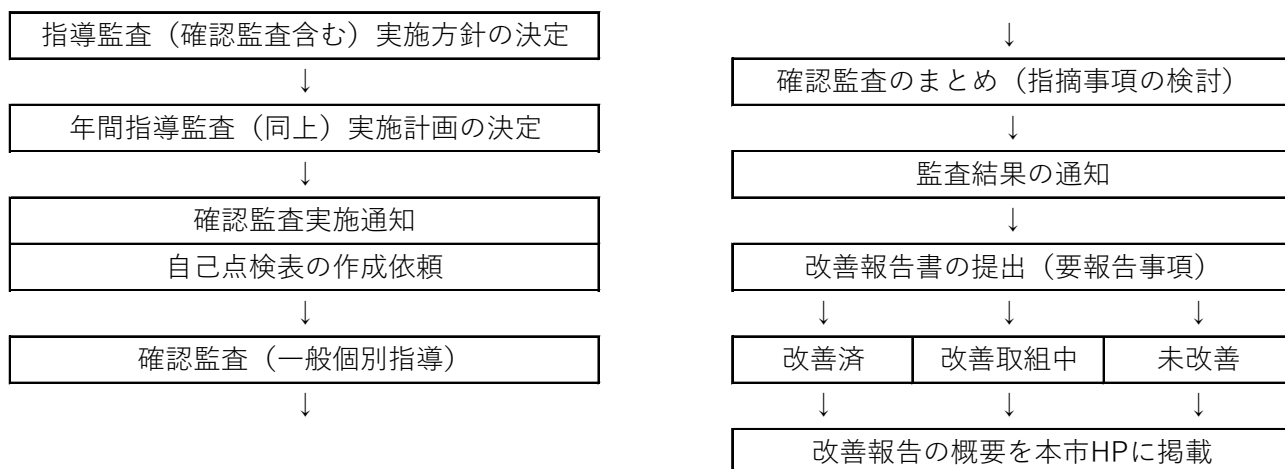 指導監査（確認監査含む）実施方針の決定
↓
年間指導監査（同上）実施計画の決定
↓
確認監査実施通知
自己点検表の作成依頼
↓
確認監査（一般個別指導）
↓
↓
確認監査のまとめ（指摘事項の検討）
↓
監査結果の通知
↓
改善報告書の提出（要報告事項）
↓ ↓ ↓
改善済 改善取組中 未改善
↓ ↓ ↓
改善報告の概要を本市HPに掲載